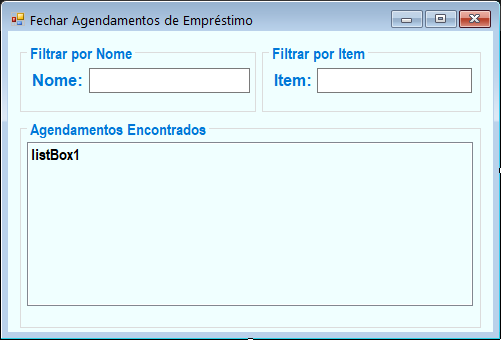 Fechar Agendamentos de Empréstimo
Filtrar por Nome
Filtrar por Item
Nome:
Item:
Agendamentos Encontrados
listBox1